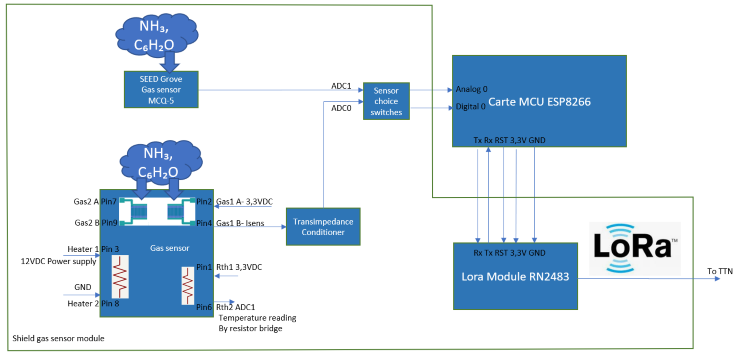 NH₃,
C₆H₂O
SEED Grove
Gas sensor
MCQ-5
ADC1
ADC0
Sensor
choice
switches
Analog 0
Digital 0
Carte MCU ESP8266
Tx Rx RST 3,3V GND
NH₃,
C₆H₂O
Gas2 A Pin7
Pin2 Gas1 A- 3,3VDC
Gas2 B Pin9
Pin4 Gas1 B- Isens
Transimpedance
Conditioner
Gas sensor
Heater 1 Pin 3
12VDC Power supply
Pin1 Rth1 3,3VDC
GND
Heater 2 Pin 8
Pin6 Rth2 ADC1
Temperature reading
By resistor bridge
Rx Tx RST 3,3V GND
Lora Module RN2483
LoRa™
To TTN
Shield gas sensor module